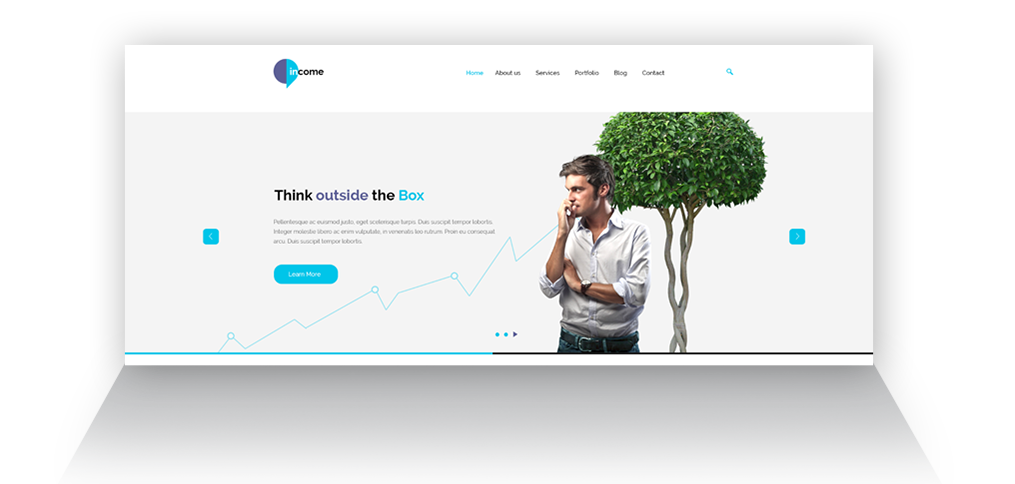 income
Home About us Services Portfolio Blog Contact
Think outside the Box
Pellentesque ac euismod justo, eget scelerisque turpis. Duis suscipit tempor lobortis.
Integer molestie libero ac enim vulputate, in venenatis leo rutrum. Proin eu consequat
arcu. Duis suscipit tempor lobortis.
Learn More